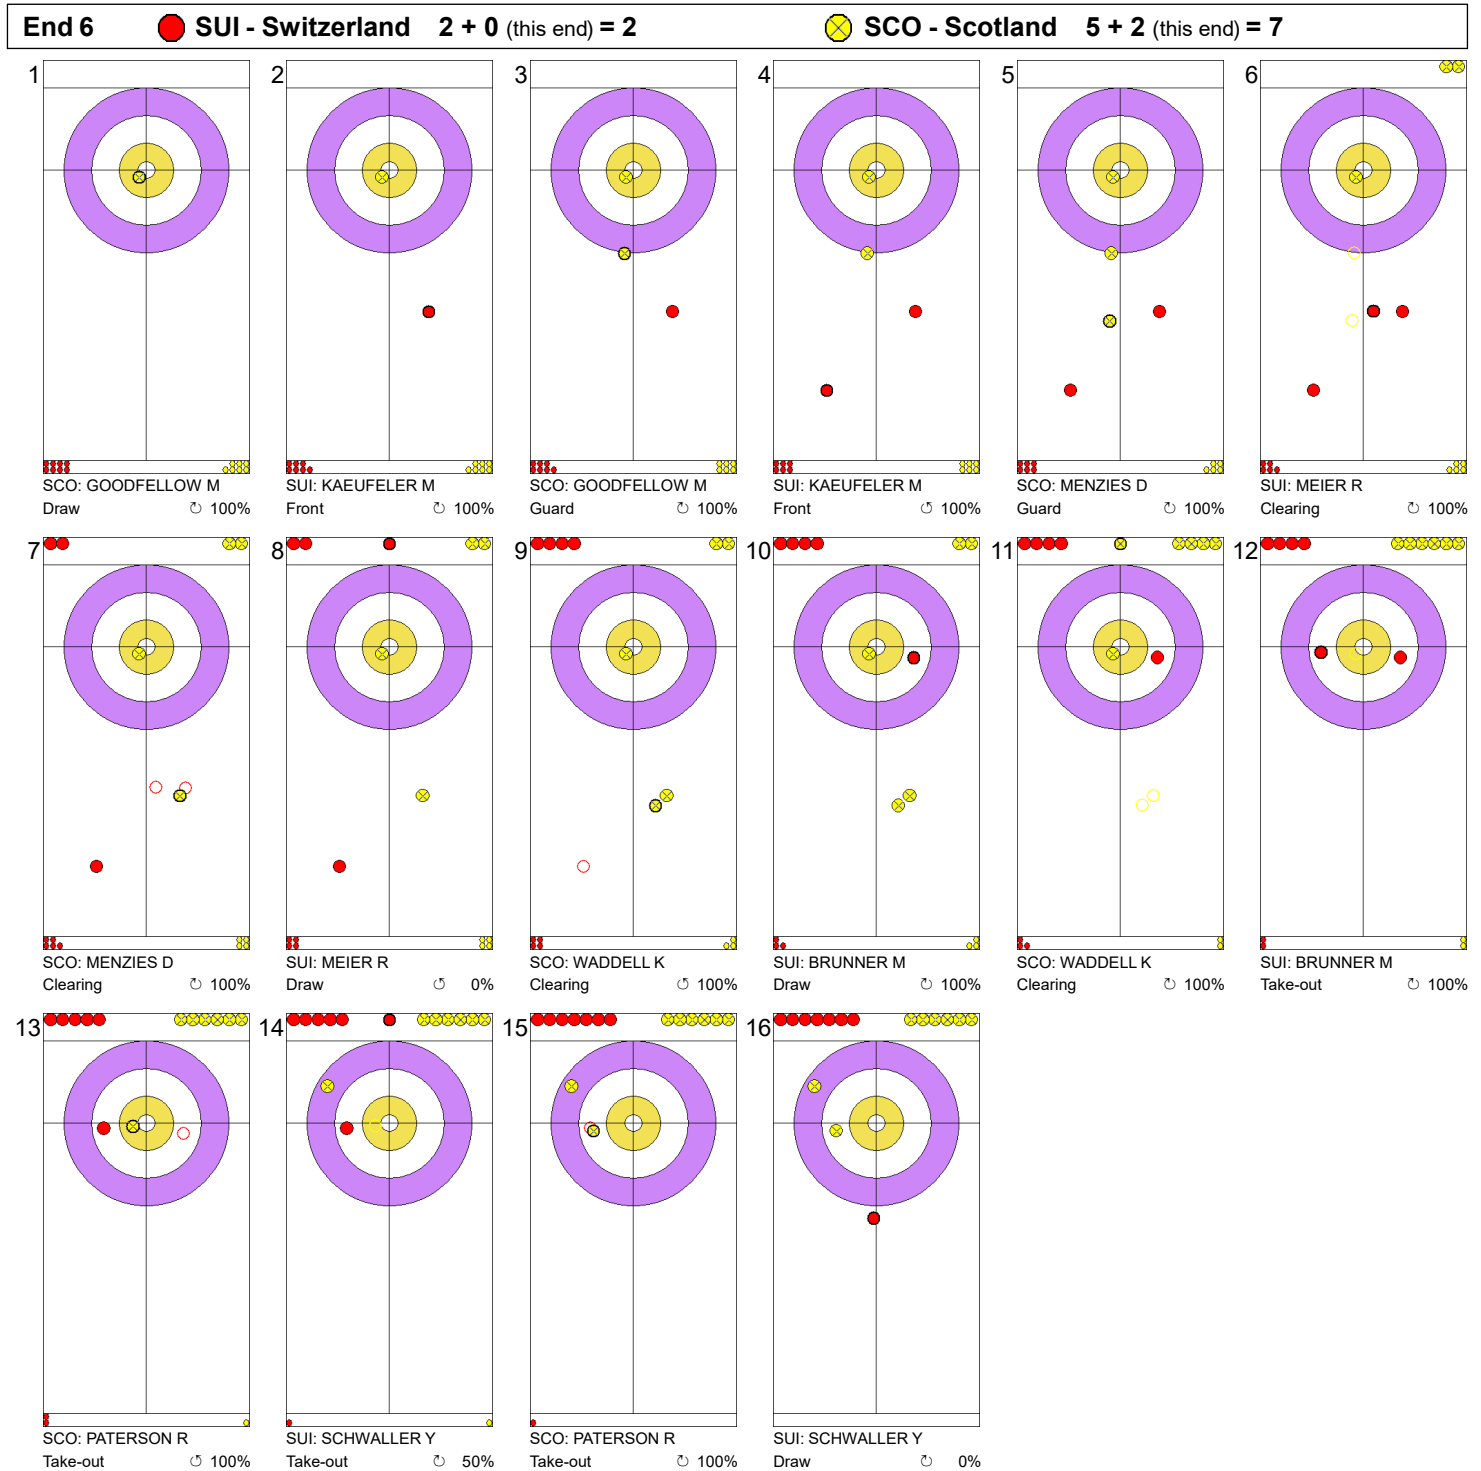 End 6 SUI - Switzerland 2 + 0 (this end) = 2 SCO - Scotland 5 + 2 (this end) = 7
1 2 3 4 5 6
SCO: GOODFELLOW M SUI: KAEUFELER M SCO: GOODFELLOW M SUI: KAEUFELER M SCO: MENZIES D SUI: MEIER R
Draw ↻ 100% Front ↻ 100% Guard ↻ 100% Front ↺ 100% Guard ↻ 100% Clearing ↻ 100%
7 8 9 10 11 12
SCO: MENZIES D SUI: MEIER R SCO: WADDELL K SUI: BRUNNER M SCO: WADDELL K SUI: BRUNNER M
Clearing ↻ 100% Draw ↺ 0% Clearing ↺ 100% Draw ↺ 100% Clearing ↻ 100% Take-out ↻ 100%
13 14 15 16
SCO: PATERSON R SUI: SCHWALLER Y SCO: PATERSON R SUI: SCHWALLER Y
Take-out ↻ 100% Take-out ↻ 50% Take-out ↻ 100% Draw ↻ 0%